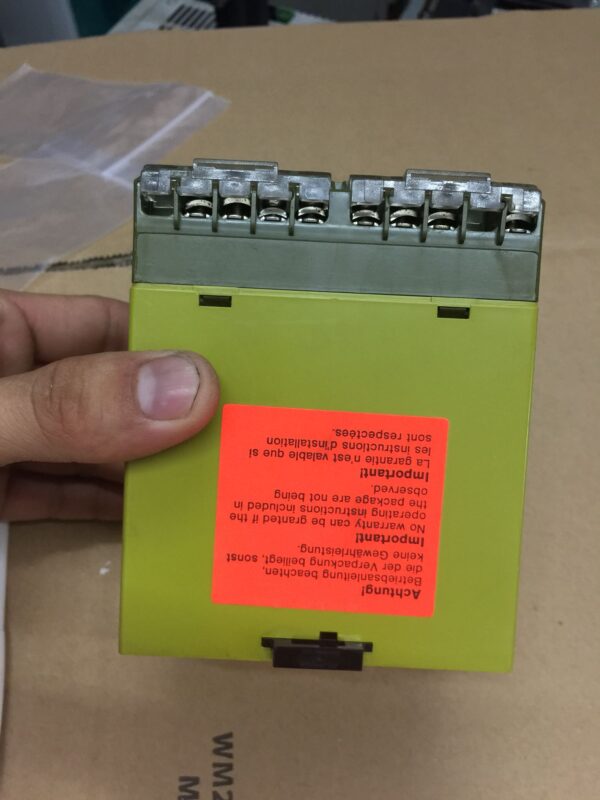 Achtung!
Betriebsanleitung beachten,
die der Verpackung beiliegt, sonst
keine Gewährleistung.
Important!
No warranty can be granted if the
operating instructions included in
the package are not being
observed.
Important!
La garantie n'est valable que si
les instructions d'installation
sont respectées.
WM2
M